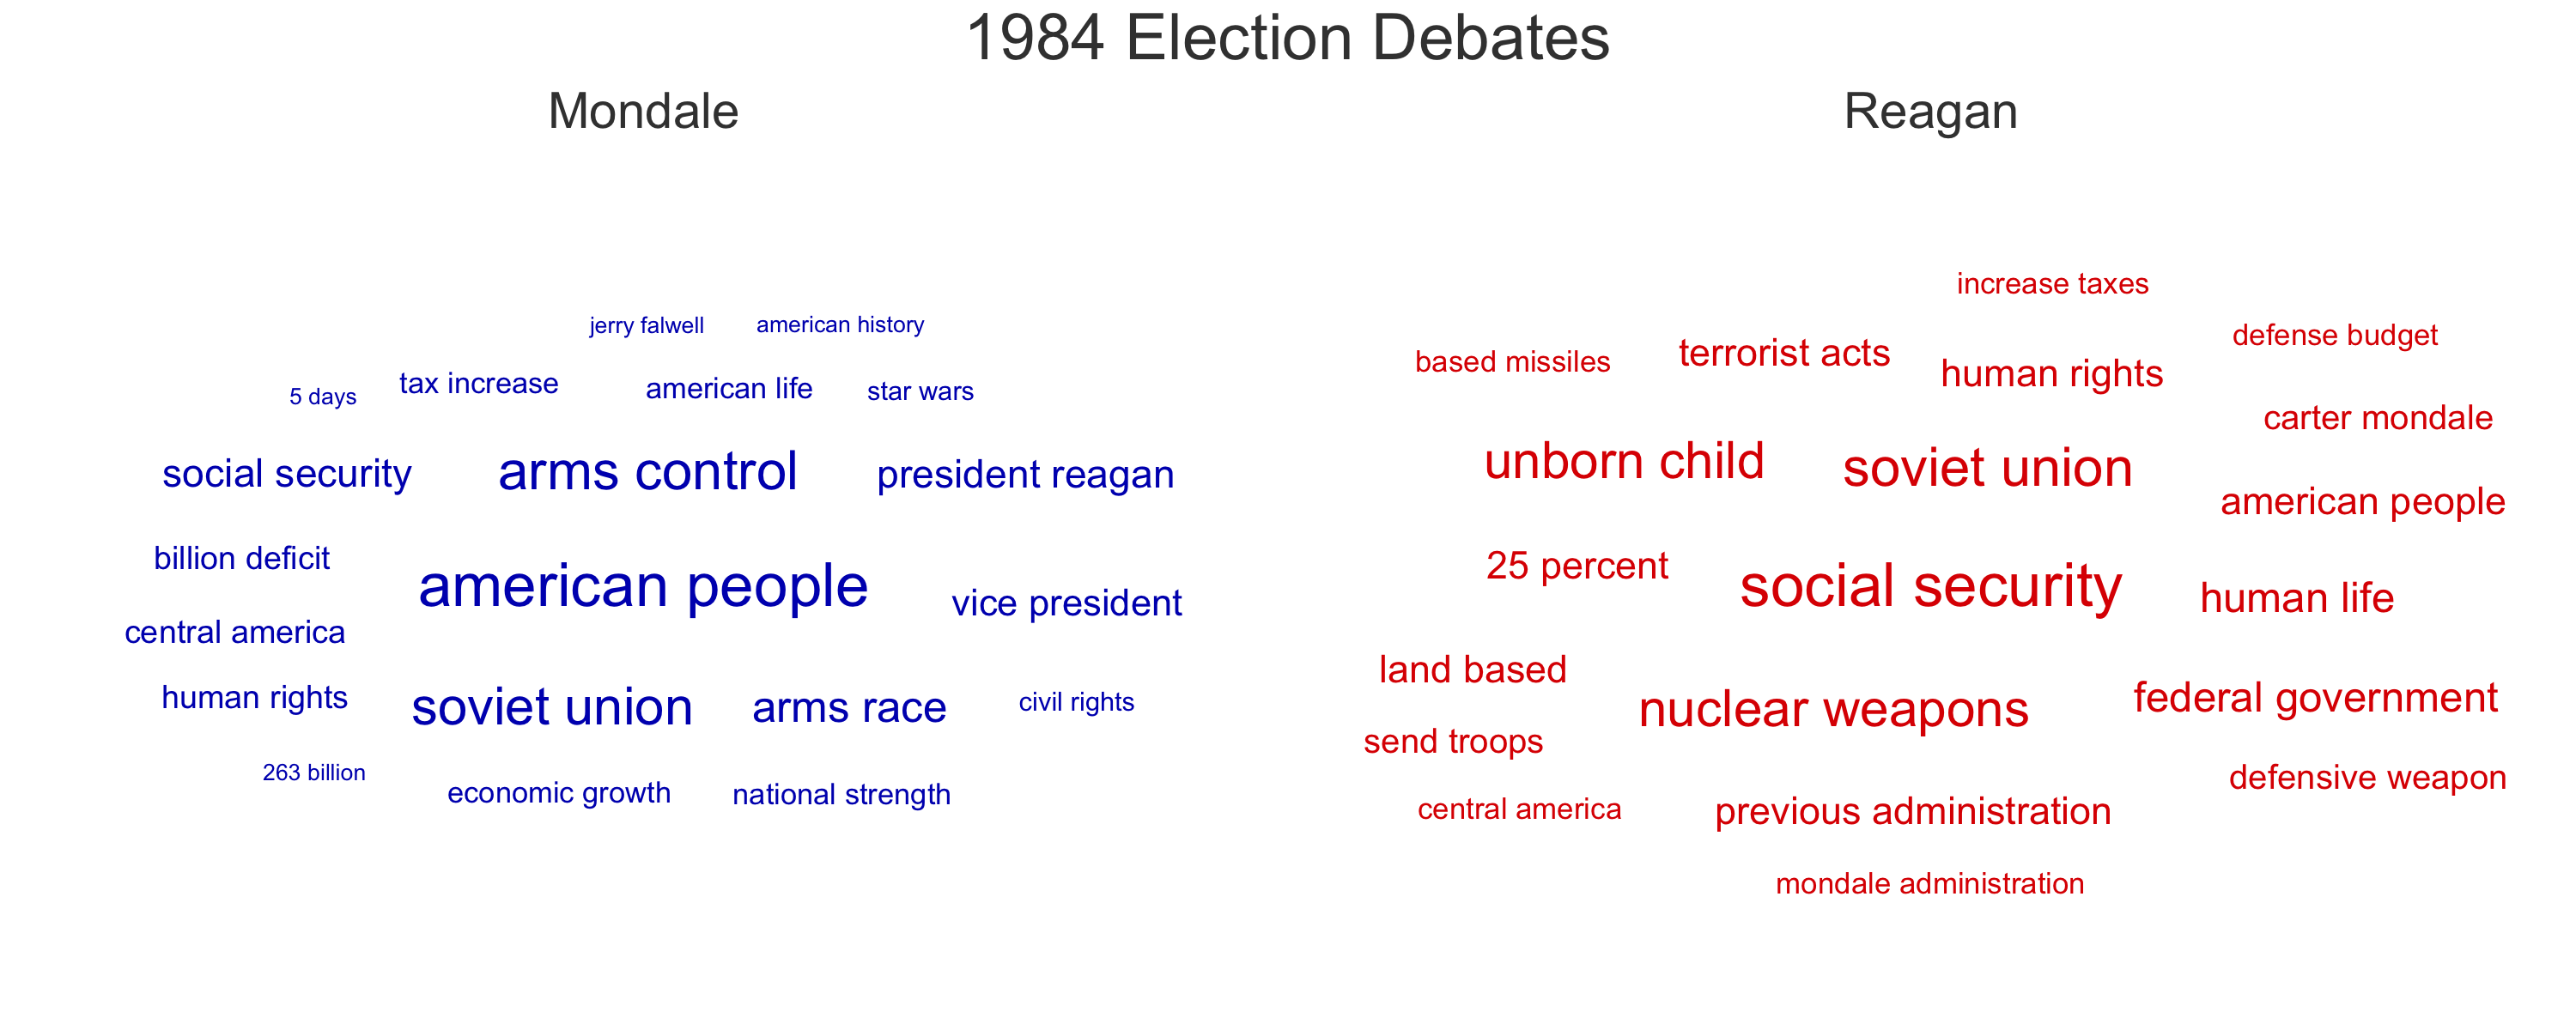 1984 Election Debates
Mondale
jerry falwell
american history
5 days
tax increase
american life
star wars
social security
arms control
president reagan
billion deficit
american people
vice president
central america
human rights
soviet union
arms race
civil rights
263 billion
economic growth
national strength
Reagan
increase taxes
based missiles
terrorist acts
human rights
defense budget
carter mondale
unborn child
soviet union
american people
25 percent
social security
human life
land based
nuclear weapons
federal government
send troops
defensive weapon
central america
previous administration
mondale administration